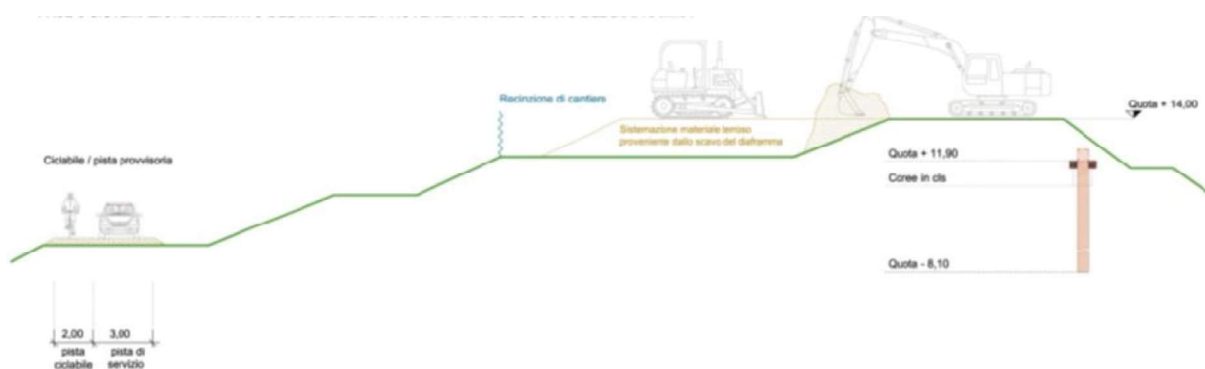 Recinzione di cantiere
Quota + 14,00
Sistemazione materiale terroso
proveniente dallo scavo del diaframma
Ciclabile / pista provvisoria
Quota + 11,90
in cls
Quota - 8,10
2,00 3,00
pista pista di
ciclabile servizio